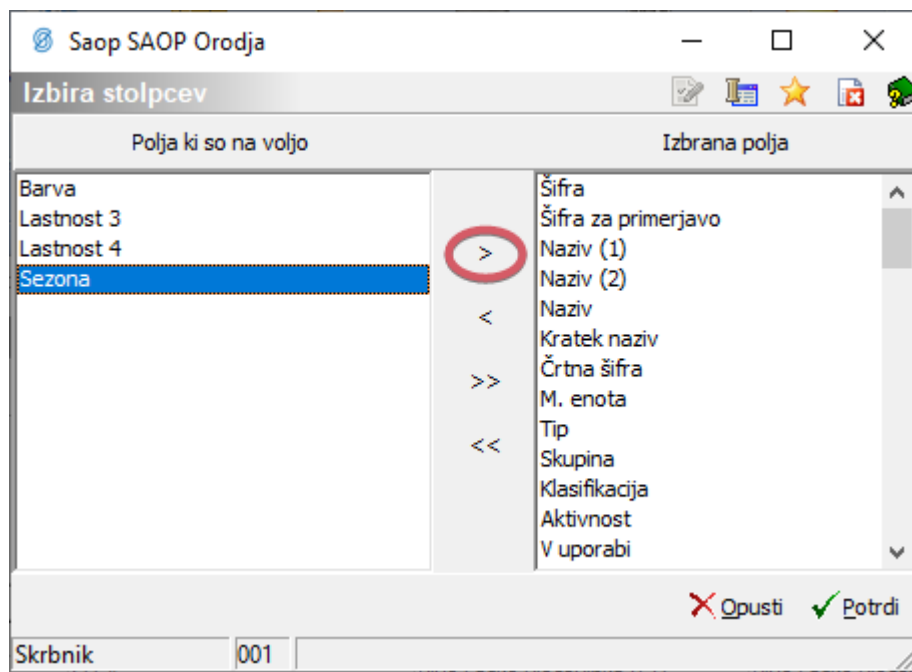 Saop SAOP Orodja
Izbira stolpcev
Polja ki so na voljo
Izbrana polja
Barva
Lastnost 3
Lastnost 4
Sezona
>
<
>>
<<
Šifra
Šifra za primerjavo
Naziv (1)
Naziv (2)
Naziv
Kratek naziv
Črtna šifra
M. enota
Tip
Skupina
Klasifikacija
Aktivnost
V uporabi
Opusti
Potrdi
Skrbnik
001